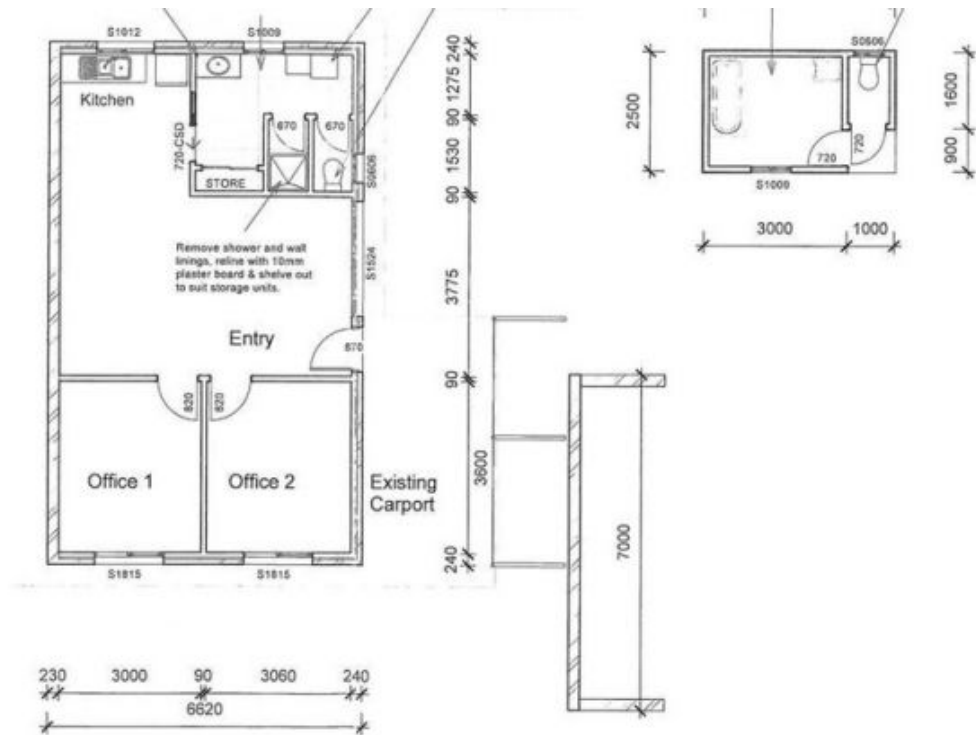 S1012
S1009
Kitchen
720-CSD
670
670
STORE
S0606
S1524
Remove shower and wall
linings, reline with 10mm
plaster board & shelve out
to suit storage units.
Entry
870
820
820
Office 1
Office 2
Existing
Carport
S1815
S1815
240
1275
90
1530
90
3775
90
3600
240
230
3000
90
3060
240
6620
7000
2500
S0606
720
720
S1009
1600
900
3000
1000